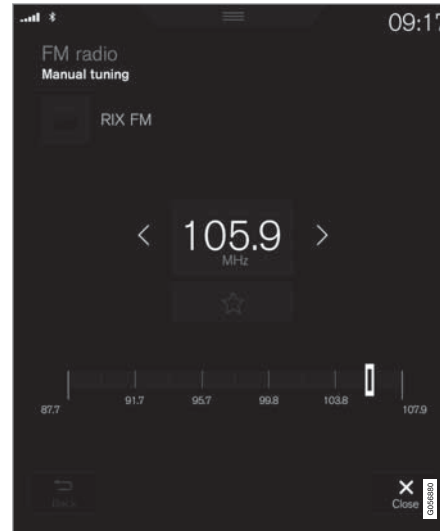 09:17
FM radio
Manual tuning
RIX FM
105.9
MHz
87.7 91.7 95.7 99.8 103.8 107.9
Back
Close
G056880